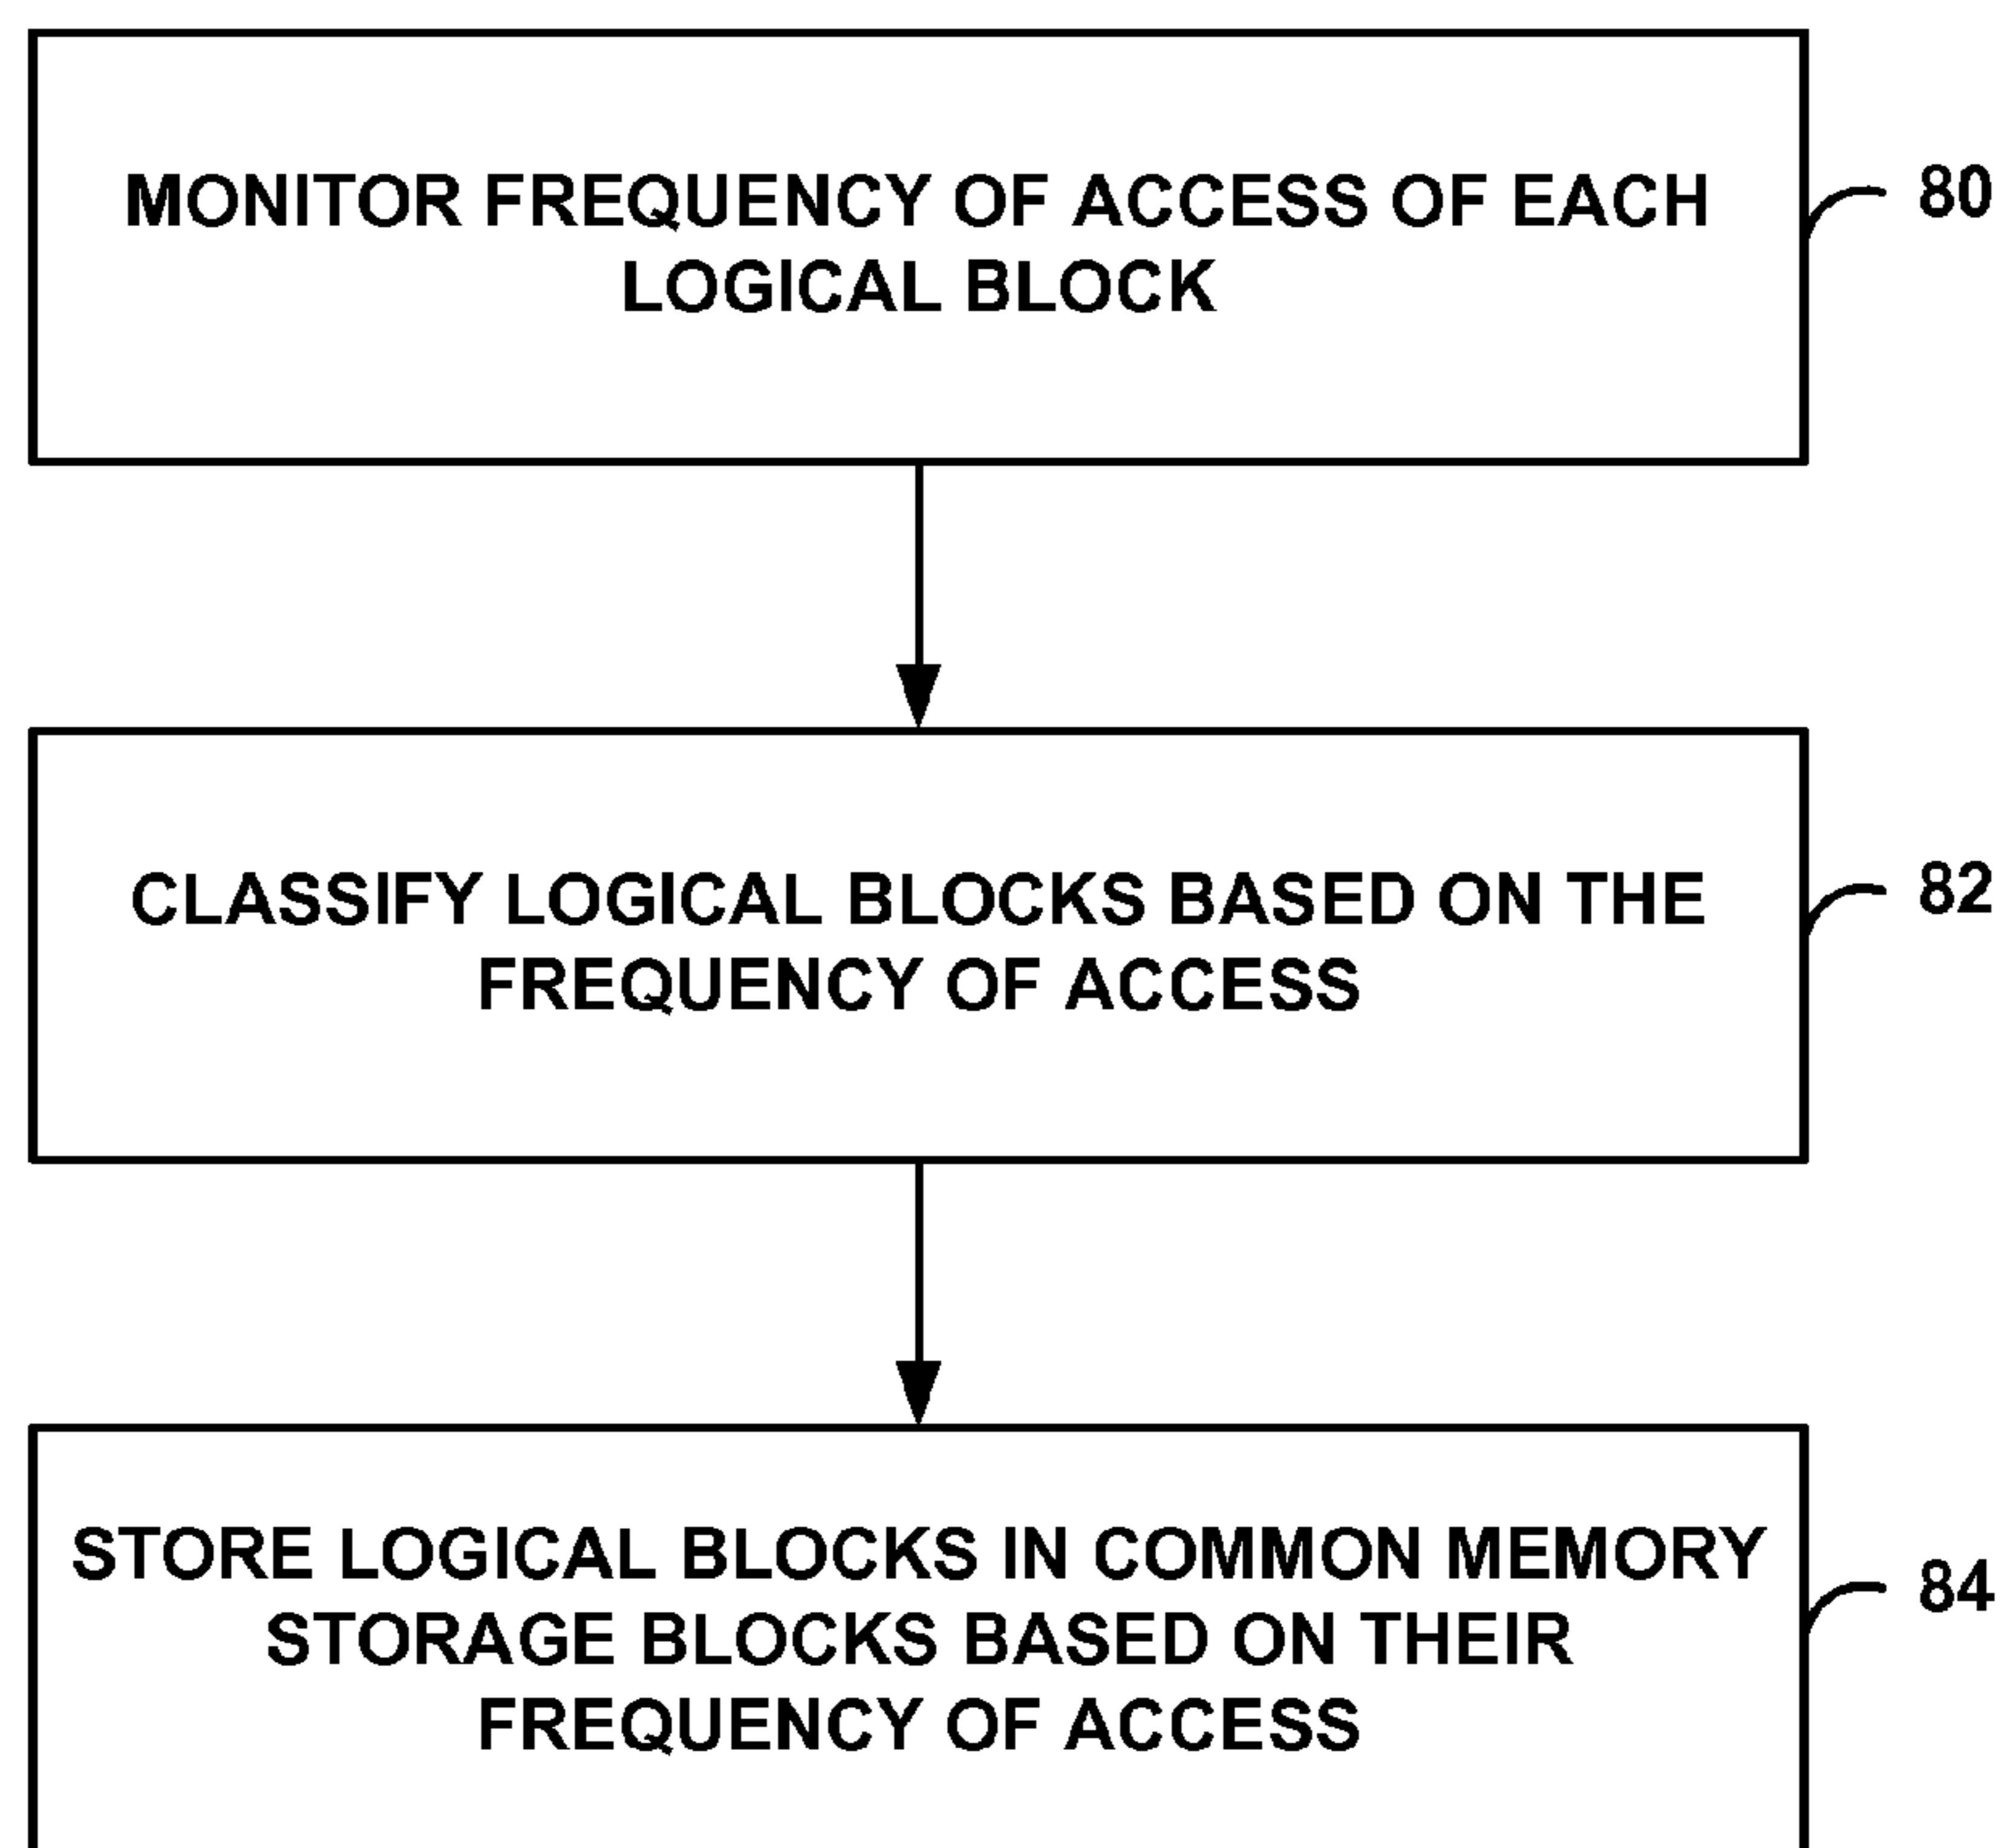 MONITOR FREQUENCY OF ACCESS OF EACH
LOGICAL BLOCK
80
CLASSIFY LOGICAL BLOCKS BASED ON THE
FREQUENCY OF ACCESS
82
STORE LOGICAL BLOCKS IN COMMON MEMORY
STORAGE BLOCKS BASED ON THEIR
FREQUENCY OF ACCESS
84